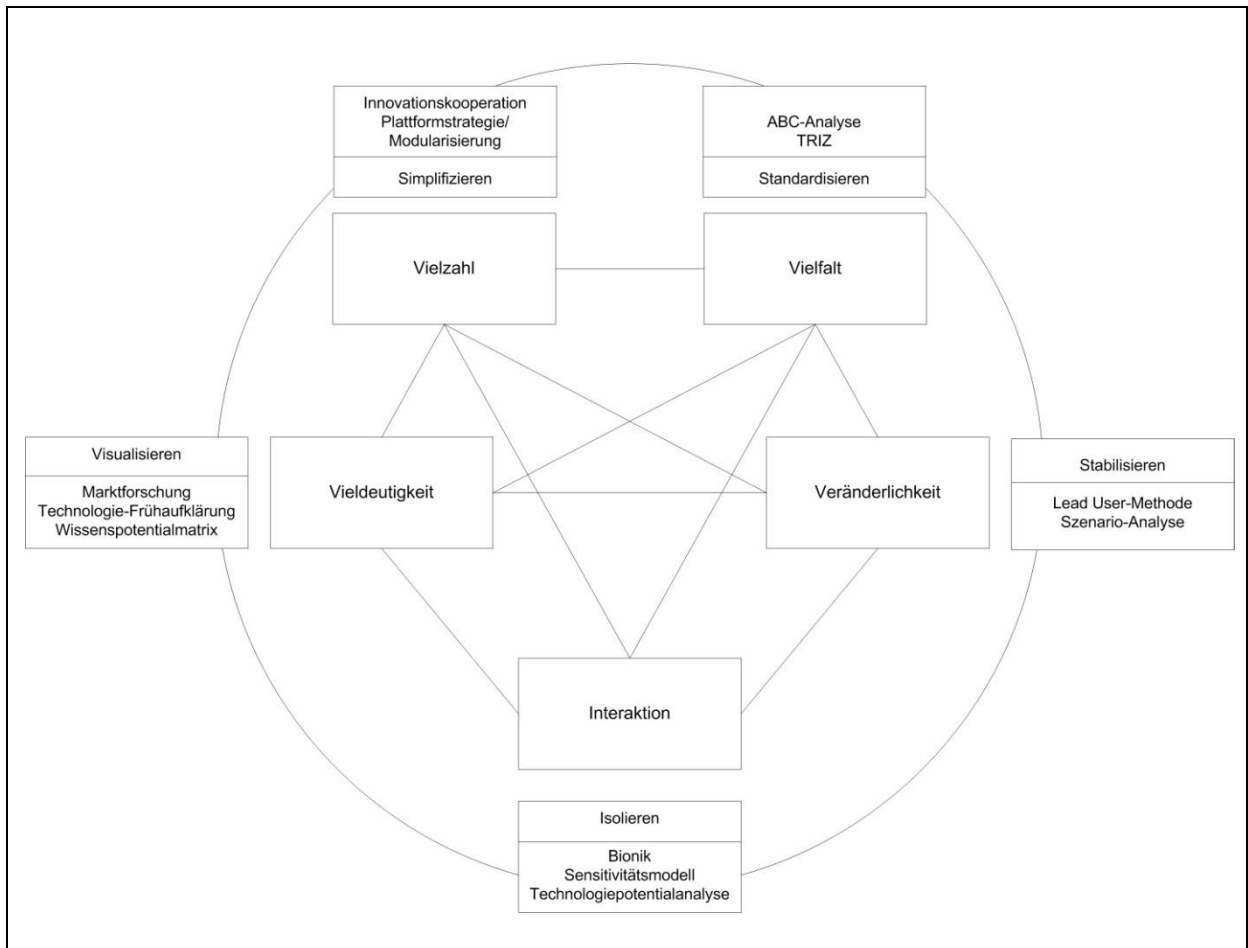 Innovationskooperation
Plattformstrategie/
Modularisierung
Simplifizieren
ABC-Analyse
TRIZ
Standardisieren
Vielzahl
Vielfalt
Visualisieren
Marktforschung
Technologie-Frühaufklärung
Wissenspotentialmatrix
Vieldeutigkeit
Veränderlichkeit
Stabilisieren
Lead User-Methode
Szenario-Analyse
Interaktion
Isolieren
Bionik
Sensitivitätsmodell
Technologiepotentialanalyse